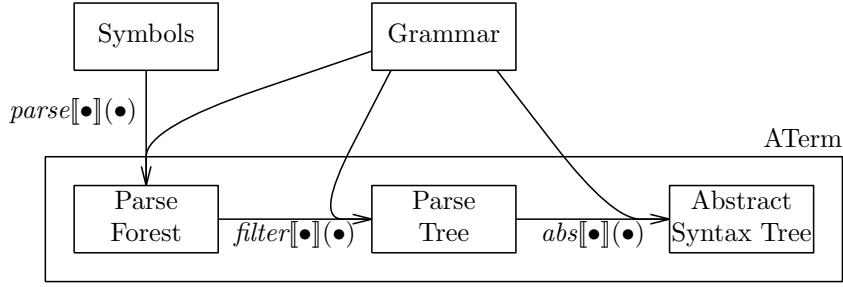 Symbols
Grammar
parse⟦•⟧(•)
ATerm
Parse
Forest
filter⟦•⟧(•)
Parse
Tree
abs⟦•⟧(•)
Abstract
Syntax Tree